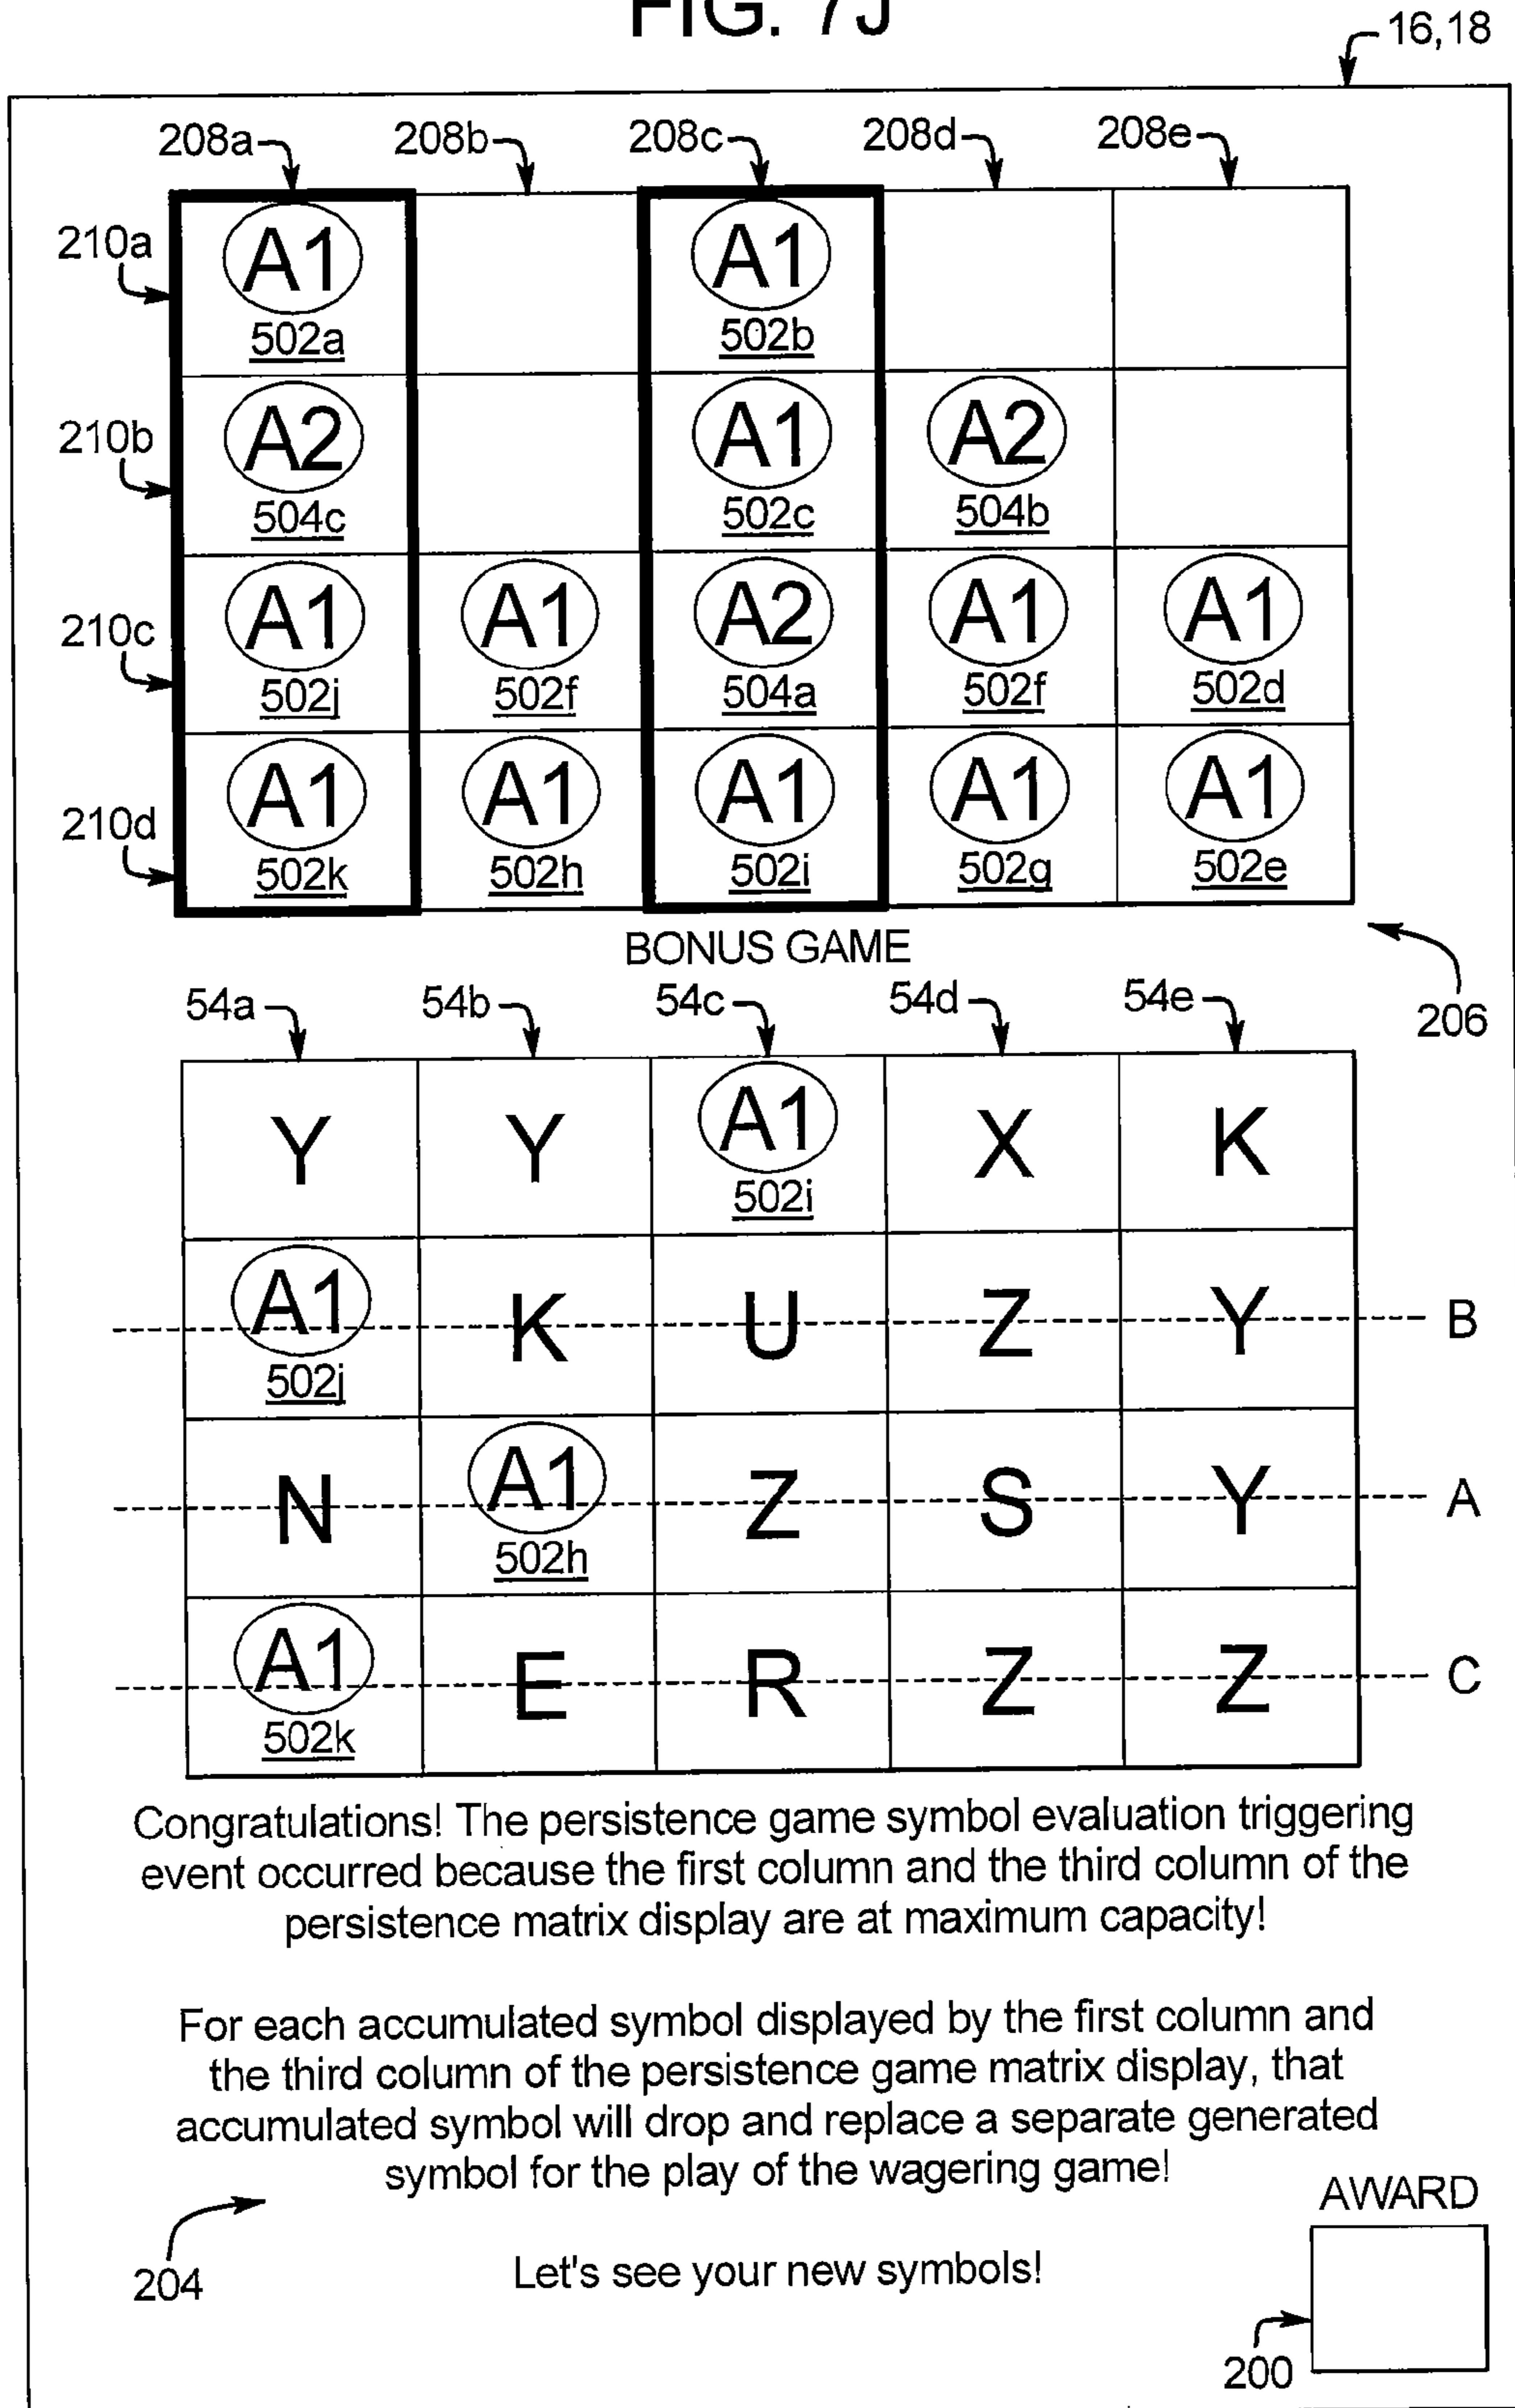 FIG. 7J
16,18
208a 208b 208c 208d 208e
210a
A1 A1
502a 502b
210b
A2 A1 A2
504c 502c 504b
210c
A1 A1 A2 A1 A1
502j 502f 504a 502f 502d
210d
A1 A1 A1 A1 A1
502k 502h 502i 502g 502e
BONUS GAME
206
54a 54b 54c 54d 54e
Y Y A1 X K
502i
A1 K U Z Y B
502j
N A1 Z S Y A
502h
A1 E R Z Z C
502k
Congratulations! The persistence game symbol evaluation triggering
event occurred because the first column and the third column of the
persistence matrix display are at maximum capacity!
For each accumulated symbol displayed by the first column and
the third column of the persistence game matrix display, that
accumulated symbol will drop and replace a separate generated
symbol for the play of the wagering game!
204
Let's see your new symbols!
AWARD
200